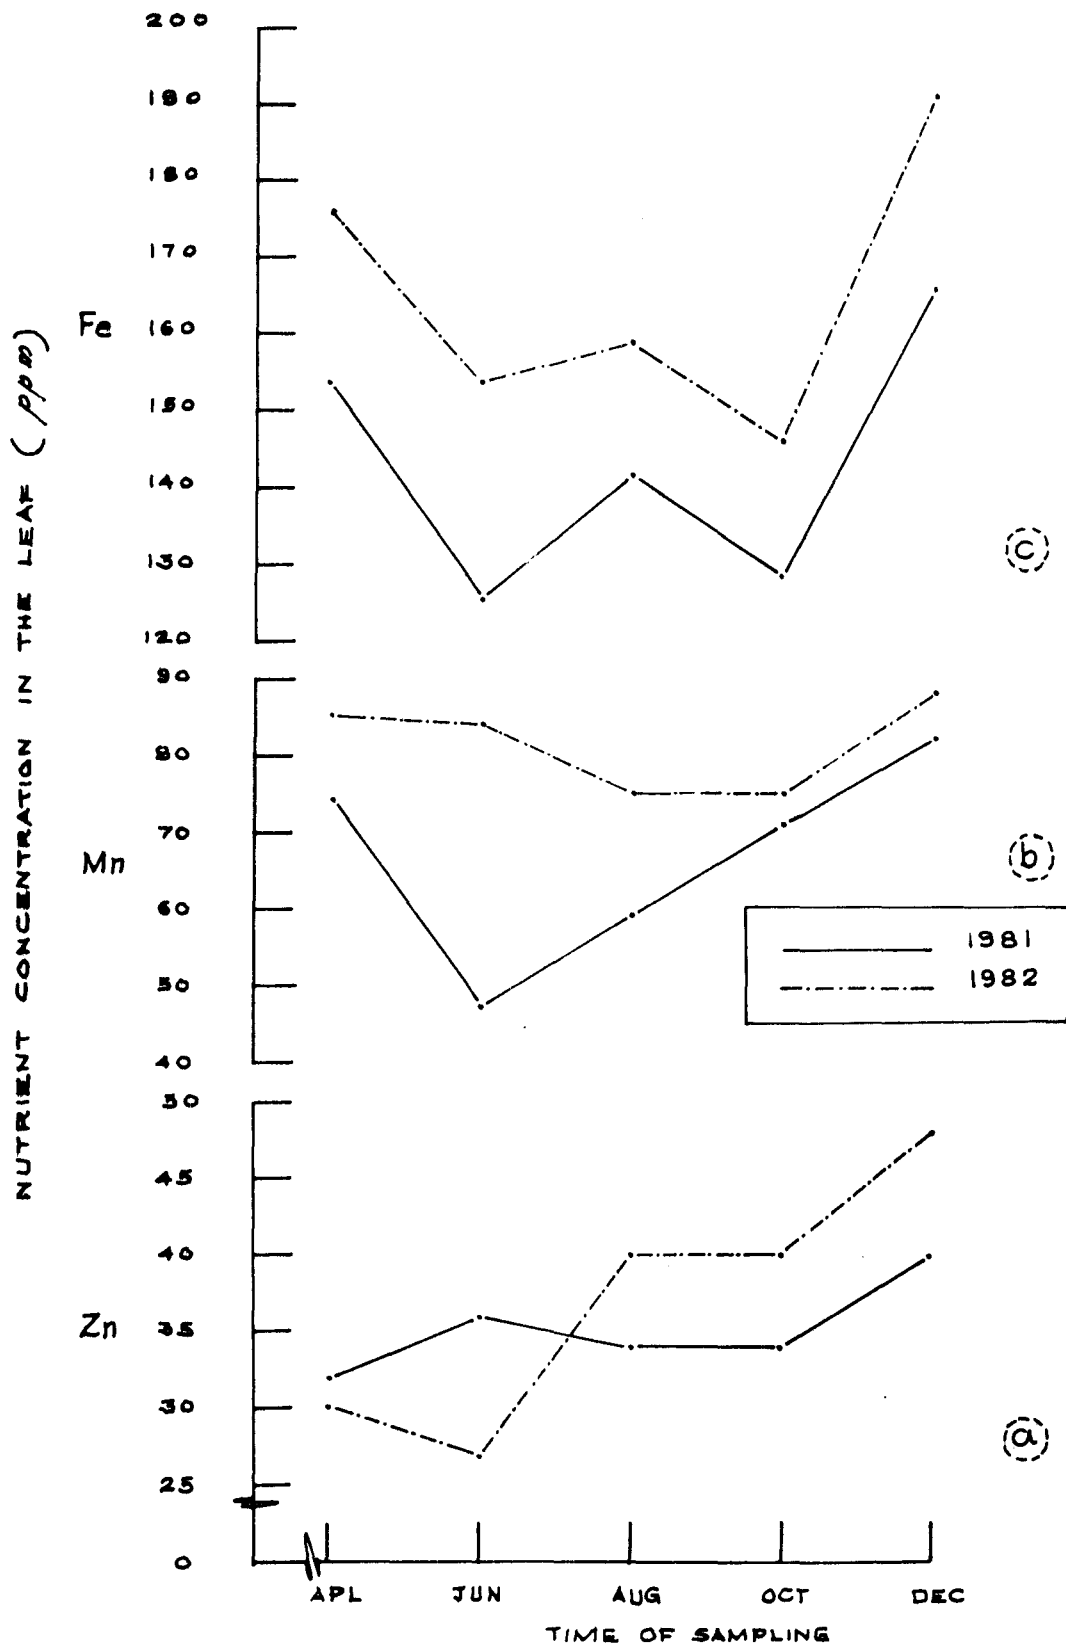 NUTRIENT CONCENTRATION IN THE LEAF (ppm)
Fe
200
190
180
170
160
150
140
130
120
c
Mn
90
80
70
60
50
40
b
1981
1982
Zn
50
45
40
35
30
25
0
a
APL JUN AUG OCT DEC
TIME OF SAMPLING